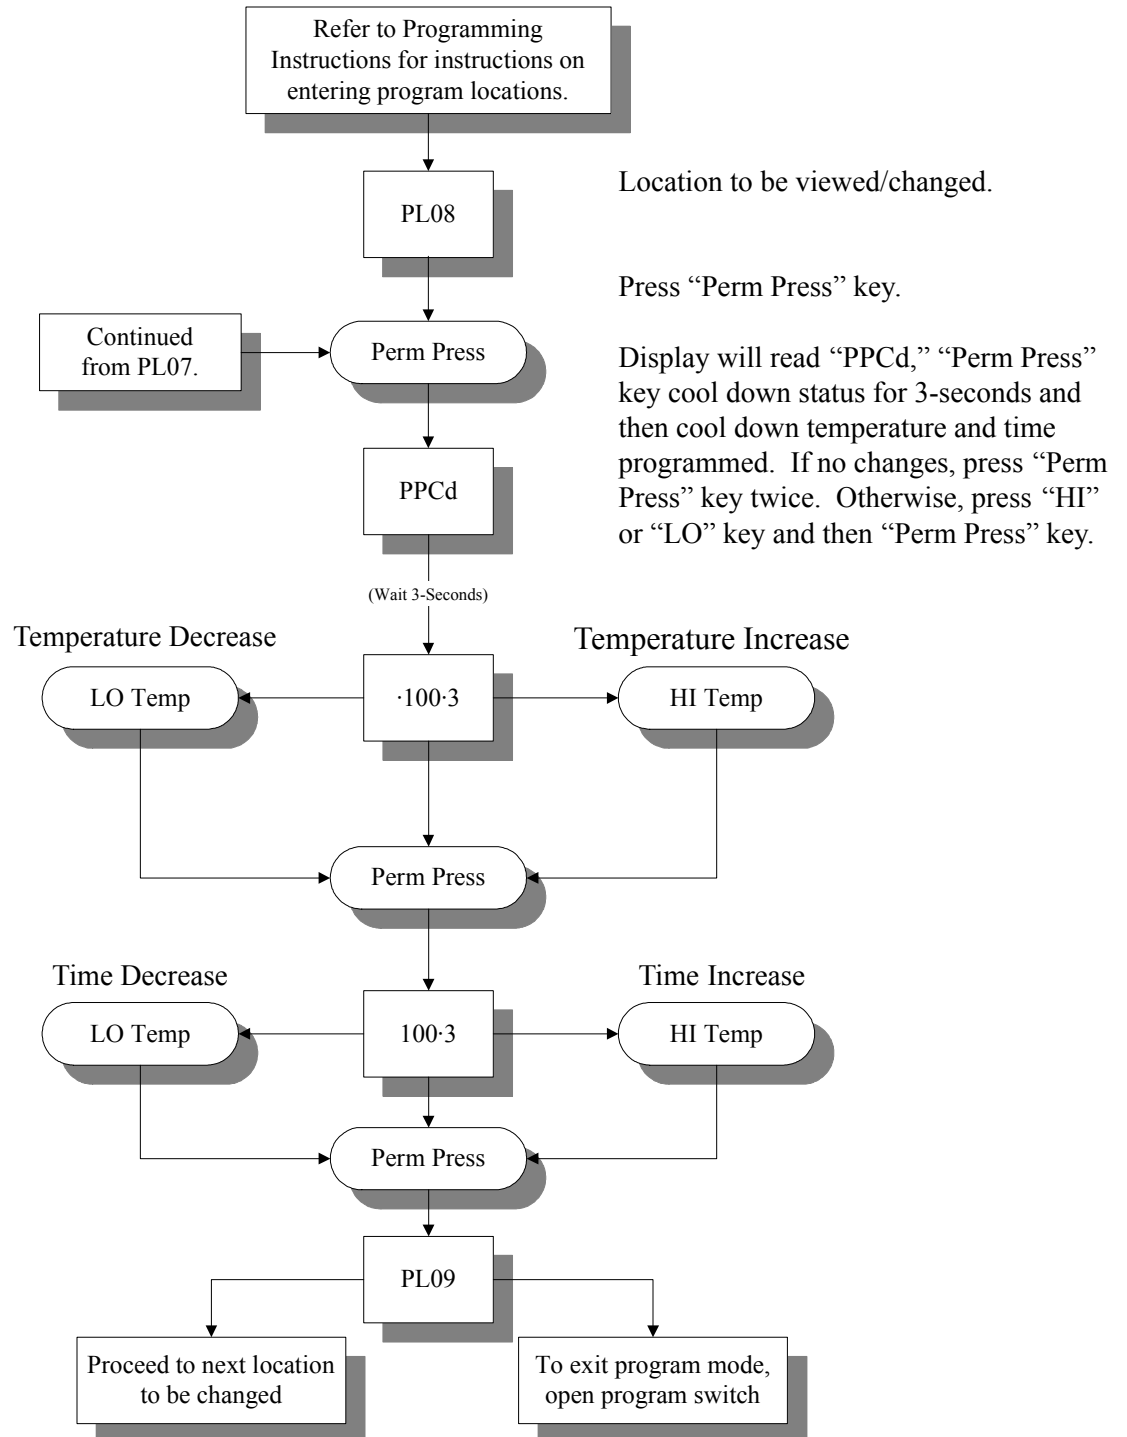 Refer to Programming
Instructions for instructions on
entering program locations.
PL08
Location to be viewed/changed.
Press “Perm Press” key.
Continued
from PL07.
Perm Press
Display will read “PPCd,” “Perm Press”
key cool down status for 3-seconds and
then cool down temperature and time
programmed.  If no changes, press “Perm
Press” key twice.  Otherwise, press “HI”
or “LO” key and then “Perm Press” key.
PPCd
(Wait 3-Seconds)
Temperature Decrease
Temperature Increase
LO Temp
·100·3
HI Temp
Perm Press
Time Decrease
Time Increase
LO Temp
100·3
HI Temp
Perm Press
PL09
Proceed to next location
to be changed
To exit program mode,
open program switch